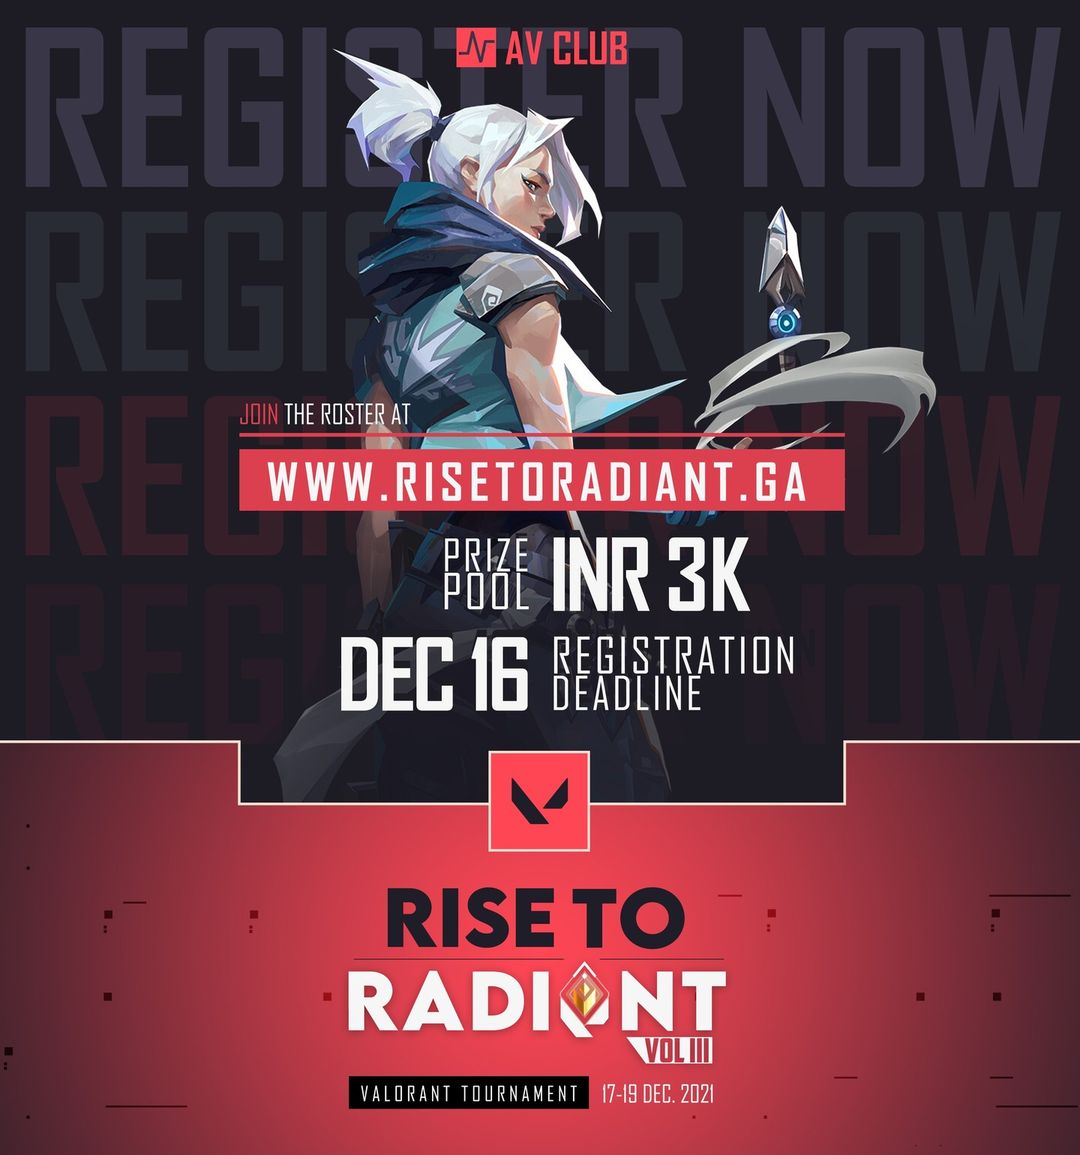 REGISTER NOW
AV CLUB
REGISTER NOW
REGISTER NOW
JOIN THE ROSTER AT
WWW.RISETORADIANT.GA
PRIZE
POOL
INR 3K
REGISTER NOW
DEC 16
REGISTRATION
DEADLINE
RISE TO
RADIANT
VOL III
VALORANT TOURNAMENT
17-19 DEC. 2021